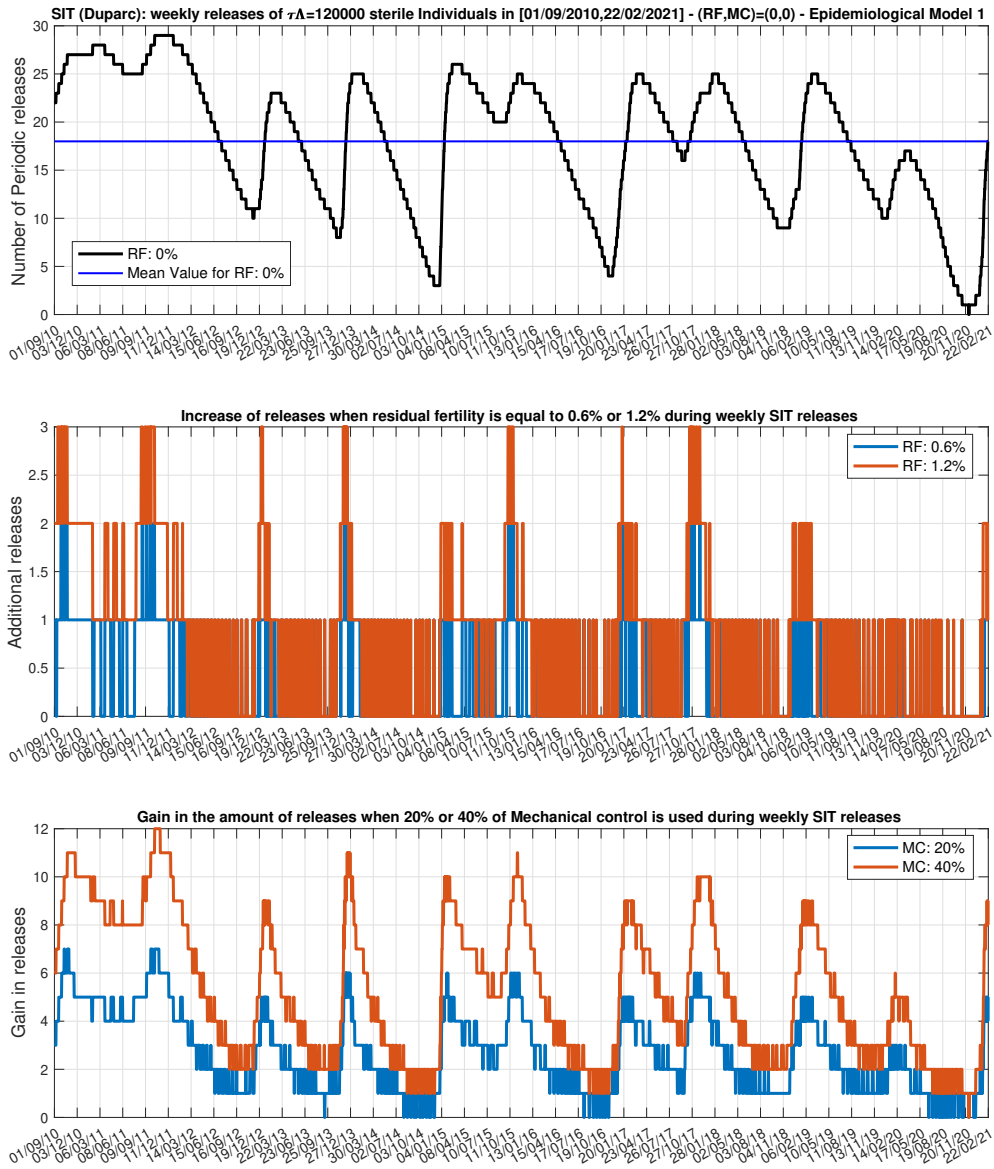 SIT (Duparc): weekly releases of τΛ=120000 sterile Individuals in [01/09/2010,22/02/2021] - (RF,MC)=(0,0) - Epidemiological Model 1
Number of Periodic releases
30
25
20
15
10
5
0
RF: 0%
Mean Value for RF: 0%
01/09/10 03/12/10 06/03/11 08/06/11 09/09/11 11/12/11 14/03/12 15/06/12 16/09/12 19/12/12 22/03/13 23/06/13 25/09/13 27/12/13 30/03/14 02/07/14 03/10/14 04/01/15 08/04/15 10/07/15 11/10/15 13/01/16 15/04/16 17/07/16 19/10/16 20/01/17 23/04/17 26/07/17 27/10/17 28/01/18 02/05/18 03/08/18 04/11/18 06/02/19 10/05/19 11/08/19 13/11/19 14/02/20 17/05/20 19/08/20 20/11/20 22/02/21
Increase of releases when residual fertility is equal to 0.6% or 1.2% during weekly SIT releases
Additional releases
3
2.5
2
1.5
1
0.5
0
RF: 0.6%
RF: 1.2%
01/09/10 03/12/10 06/03/11 08/06/11 09/09/11 11/12/11 14/03/12 15/06/12 16/09/12 19/12/12 22/03/13 23/06/13 25/09/13 27/12/13 30/03/14 02/07/14 03/10/14 04/01/15 08/04/15 10/07/15 11/10/15 13/01/16 15/04/16 17/07/16 19/10/16 20/01/17 23/04/17 26/07/17 27/10/17 28/01/18 02/05/18 03/08/18 04/11/18 06/02/19 10/05/19 11/08/19 13/11/19 14/02/20 17/05/20 19/08/20 20/11/20 22/02/21
Gain in the amount of releases when 20% or 40% of Mechanical control is used during weekly SIT releases
Gain in releases
12
10
8
6
4
2
0
MC: 20%
MC: 40%
01/09/10 03/12/10 06/03/11 08/06/11 09/09/11 11/12/11 14/03/12 15/06/12 16/09/12 19/12/12 22/03/13 23/06/13 25/09/13 27/12/13 30/03/14 02/07/14 03/10/14 04/01/15 08/04/15 10/07/15 11/10/15 13/01/16 15/04/16 17/07/16 19/10/16 20/01/17 23/04/17 26/07/17 27/10/17 28/01/18 02/05/18 03/08/18 04/11/18 06/02/19 10/05/19 11/08/19 13/11/19 14/02/20 17/05/20 19/08/20 20/11/20 22/02/21